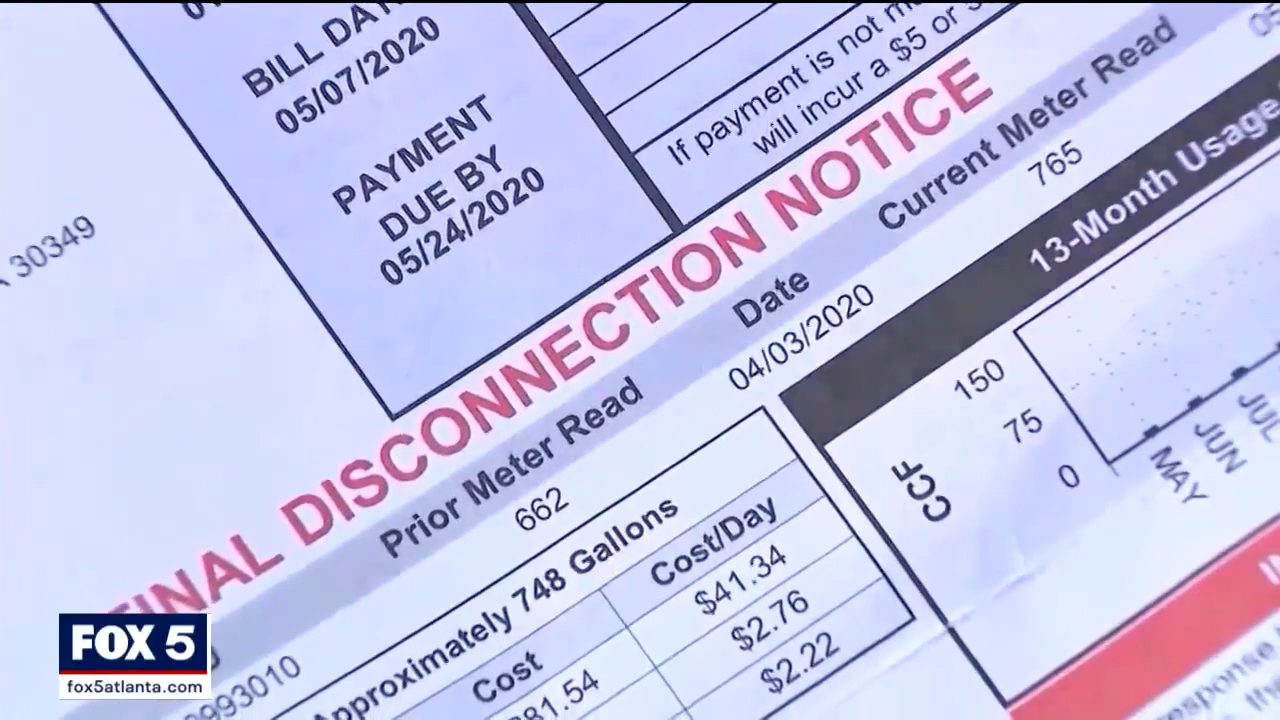 BILL DATE
05/07/2020
PAYMENT
DUE BY
05/24/2020
30349
If payment is not
will incur a $5 or
FINAL DISCONNECTION NOTICE
Prior Meter Read
Date
Current Meter Read
662
04/03/2020
765
13-Month Usage
150
75
0
CCF
MAY
JUN
JUL
Approximately 748 Gallons
Cost
Cost/Day
$41.34
81.54
$2.76
$2.22
993010
FOX 5
fox5atlanta.com